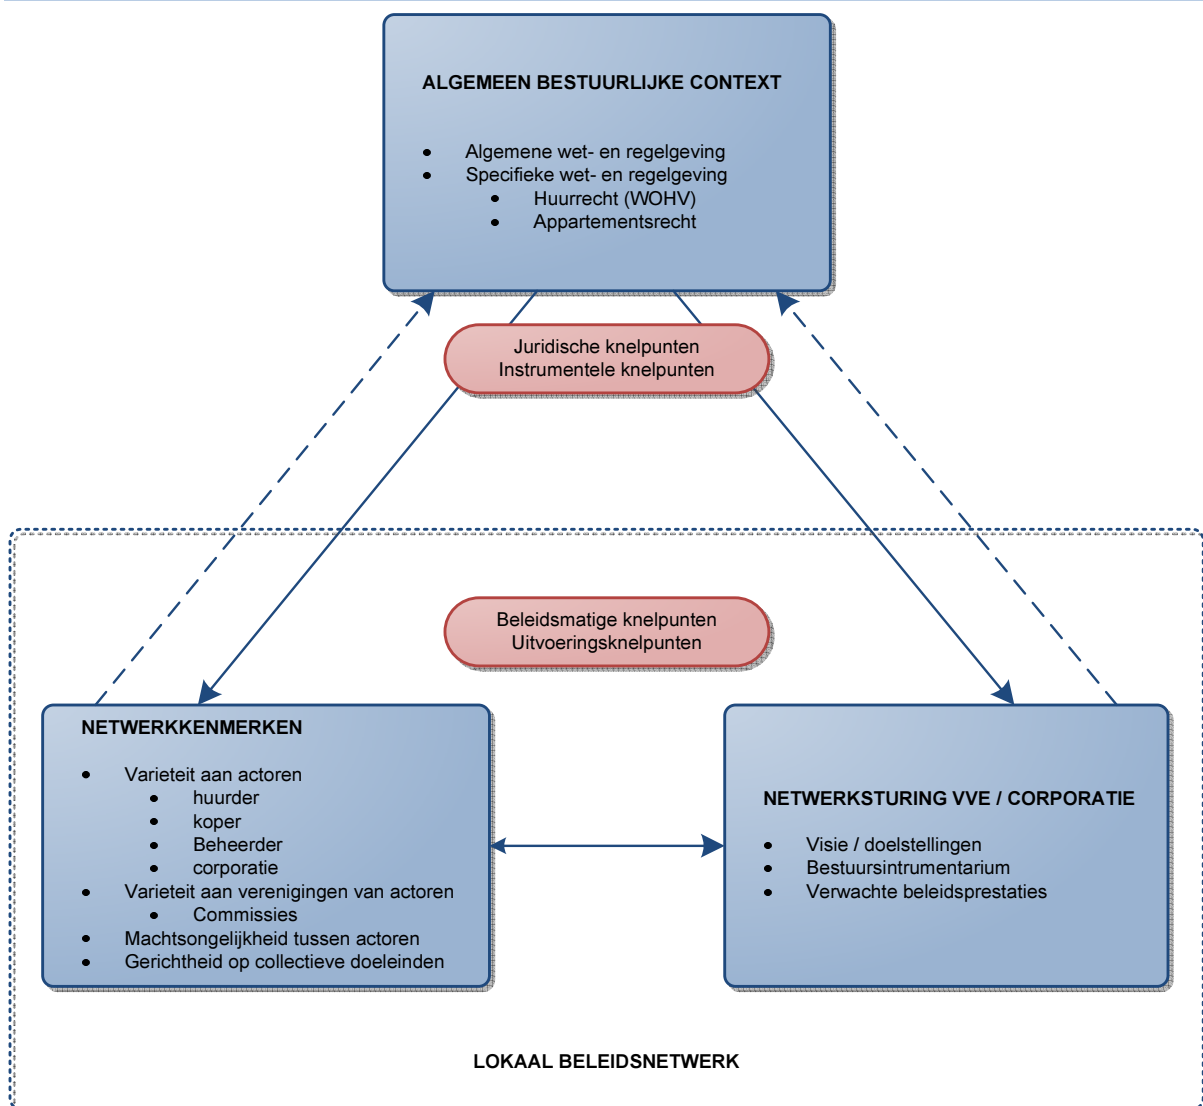 ALGEMEEN BESTUURLIJKE CONTEXT
• Algemene wet- en regelgeving
• Specifieke wet- en regelgeving
• Huurrecht (WOHV)
• Appartementsrecht
Juridische knelpunten
Instrumentele knelpunten
Beleidsmatige knelpunten
Uitvoeringsknelpunten
NETWERKKENMERKEN
• Varieteit aan actoren
• huurder
• koper
• Beheerder
• corporatie
• Varieteit aan verenigingen van actoren
• Commissies
• Machtsongelijkheid tussen actoren
• Gerichtheid op collectieve doeleinden
NETWERKSTURING VVE / CORPORATIE
• Visie / doelstellingen
• Bestuursintrumentarium
• Verwachte beleidsprestaties
LOKAAL BELEIDSNETWERK